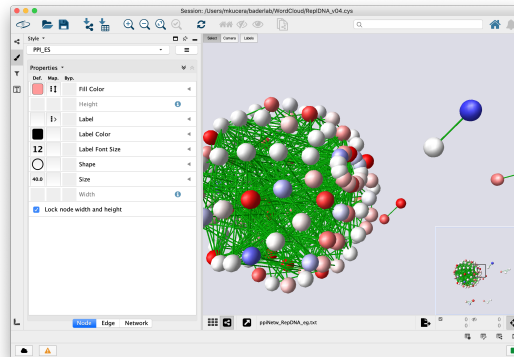 Session: /Users/mkucera/baderlab/WordCloud/ReplDNA_v04.cys
Style
PPI_ES
Properties
Def. Map. Byp.
Fill Color
Height
Label
Label Color
12 Label Font Size
Shape
40.0 Size
Width
Lock node width and height
Node Edge Network
Select Camera Labels
ppiNetw_RepDNA_eg.txt